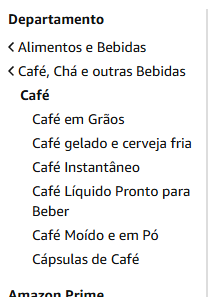 Departamento
Alimentos e Bebidas
Café, Chá e outras Bebidas
Café
Café em Grãos
Café gelado e cerveja fria
Café Instantâneo
Café Líquido Pronto para
Beber
Café Moído e em Pó
Cápsulas de Café
Amazon Prime